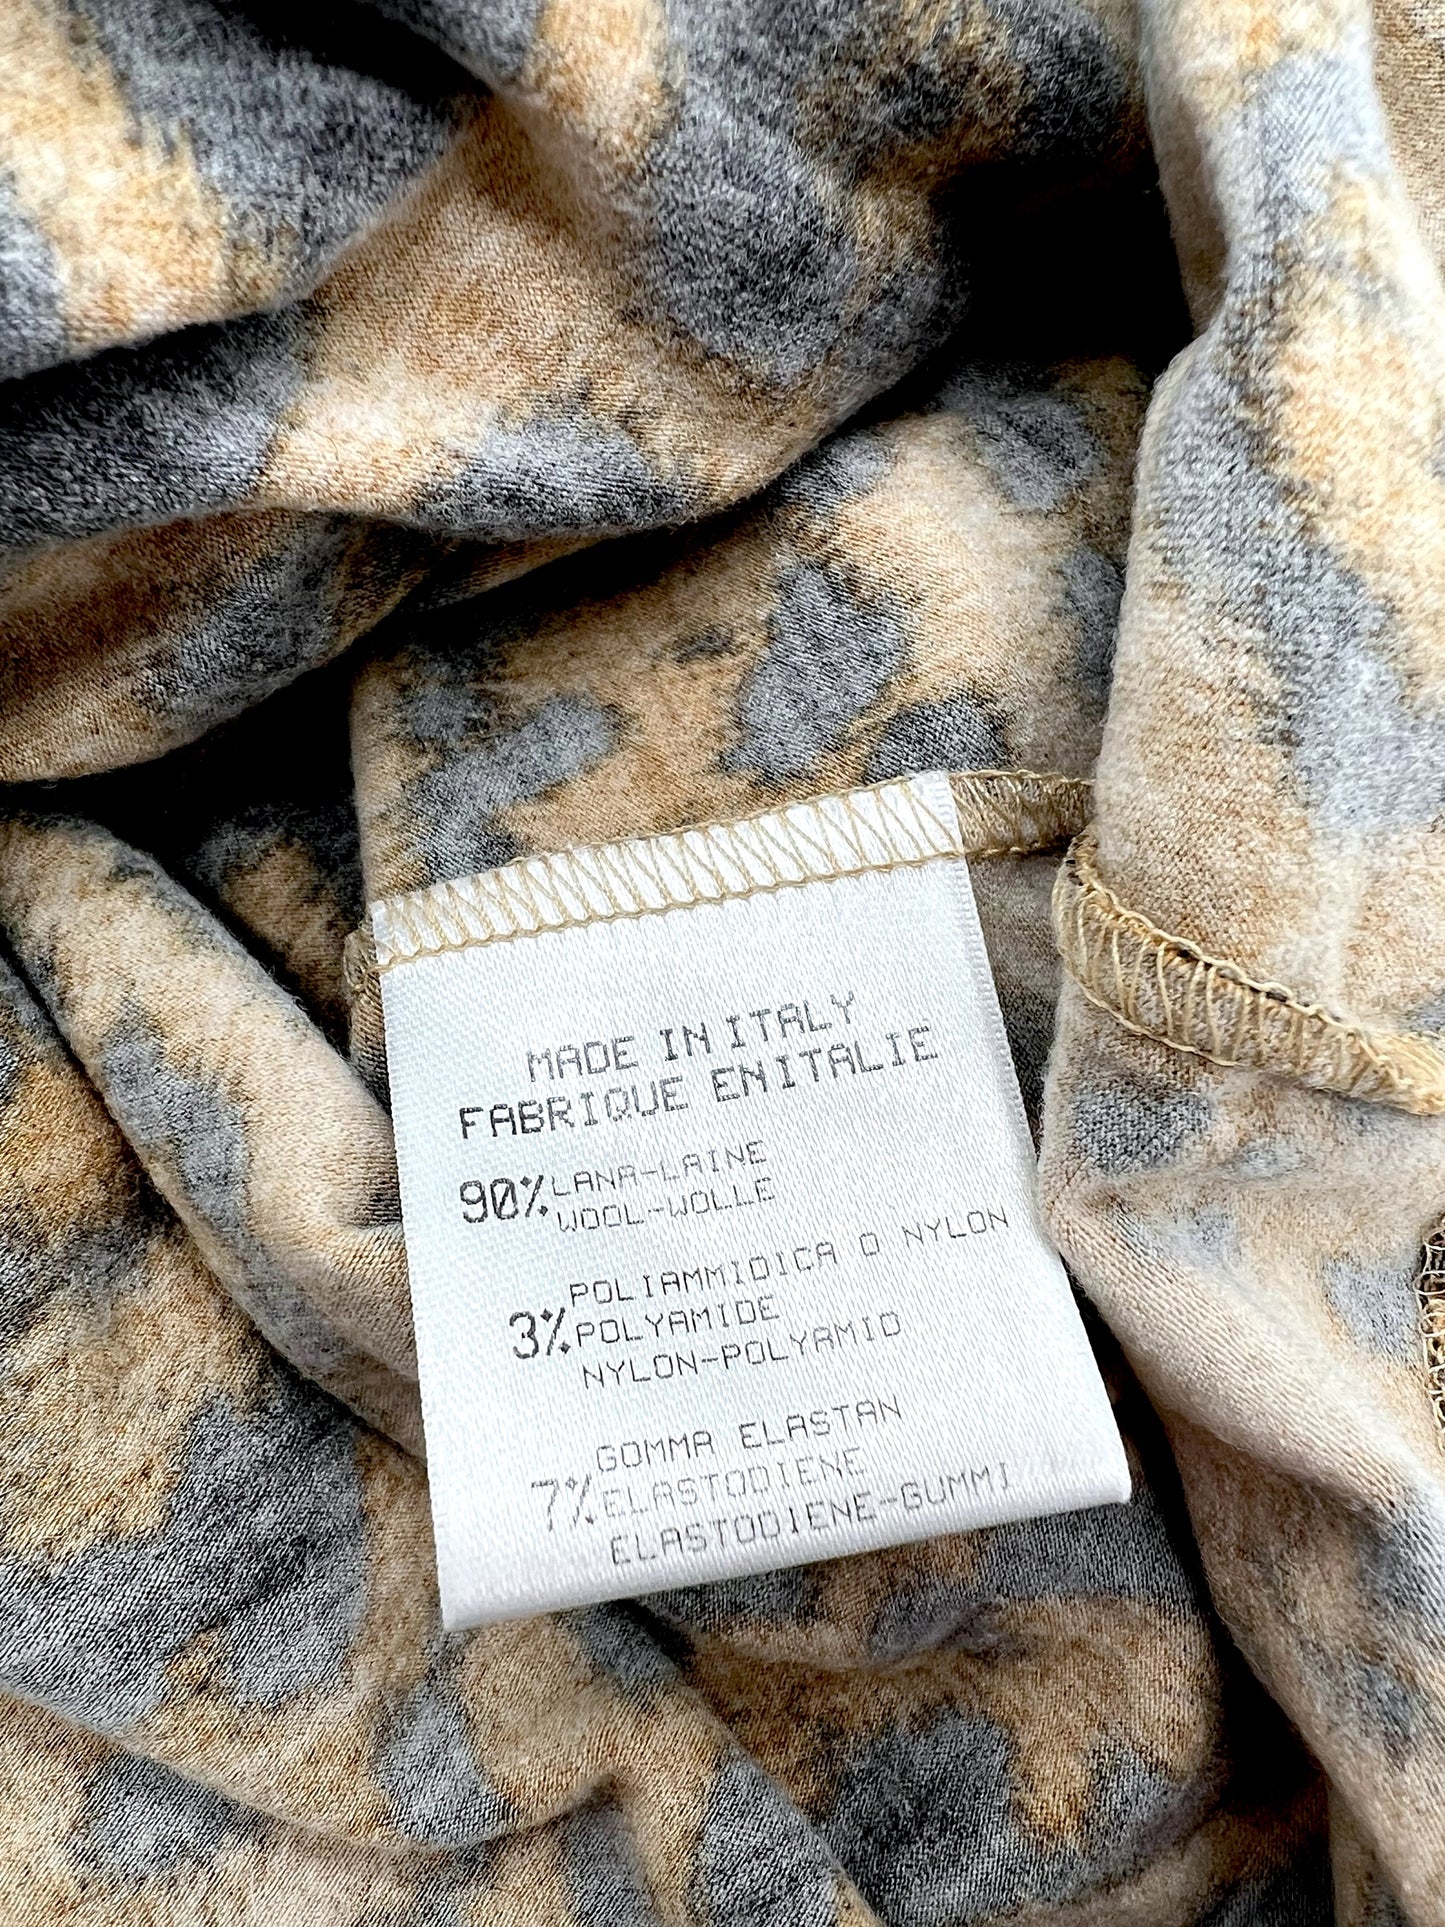 MADE IN ITALY
FABRIQUE EN ITALIE
90% LANA-LAINE
WOOL-WOLLE
POLIAMMIDICA O NYLON
3% POLYAMIDE
NYLON-POLYAMID
GOMMA ELASTAN
7% ELASTODIENE
ELASTODIENE-GUMMI